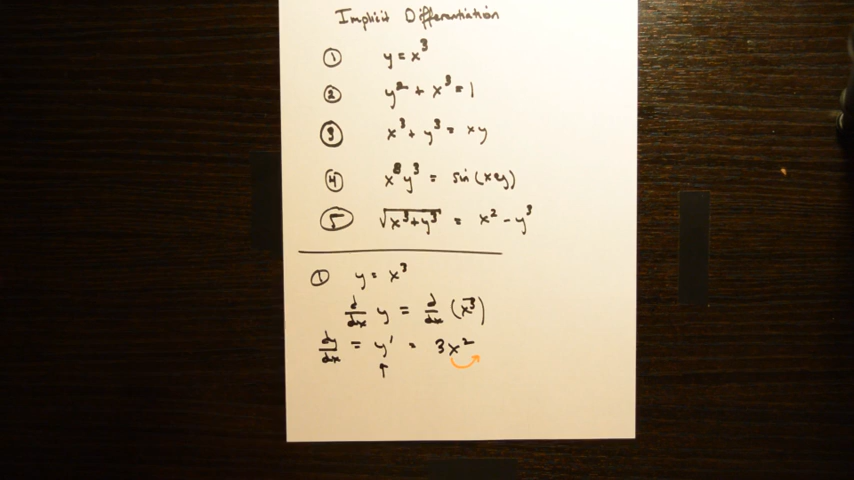 Implicit Differentiation
① y = x³
② y² + x³ = 1
③ x³ + y³ = xy
④ x⁸y³ = sin(xy)
⑤ √(x³+y³) = x² - y³
① y = x³
d/dx y = d/dx (x³)
dy/dx = y' = 3x²